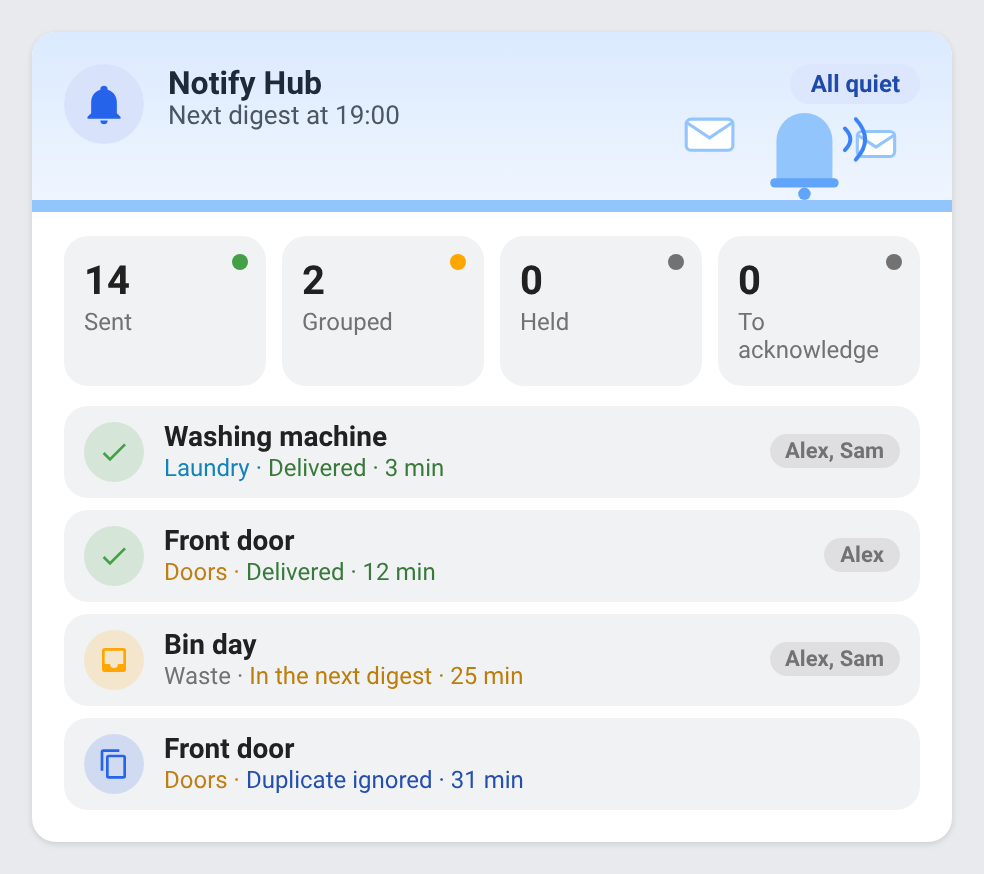 Notify Hub
Next digest at 19:00
All quiet
14
Sent
2
Grouped
0
Held
0
To
acknowledge
Washing machine
Laundry · Delivered · 3 min
Alex, Sam
Front door
Doors · Delivered · 12 min
Alex
Bin day
Waste · In the next digest · 25 min
Alex, Sam
Front door
Doors · Duplicate ignored · 31 min